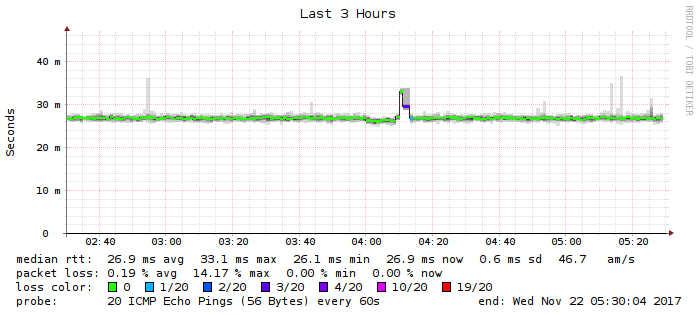 Last 3 Hours
RRDTOOL / TOBI OETIKER
Seconds
40 m
30 m
20 m
10 m
0
02:40 03:00 03:20 03:40 04:00 04:20 04:40 05:00 05:20
median rtt: 26.9 ms avg 33.1 ms max 26.1 ms min 26.9 ms now 0.6 ms sd 46.7 am/s
packet loss: 0.19 % avg 14.17 % max 0.00 % min 0.00 % now
loss color: 0 1/20 2/20 3/20 4/20 10/20 19/20
probe: 20 ICMP Echo Pings (56 Bytes) every 60s end: Wed Nov 22 05:30:04 2017